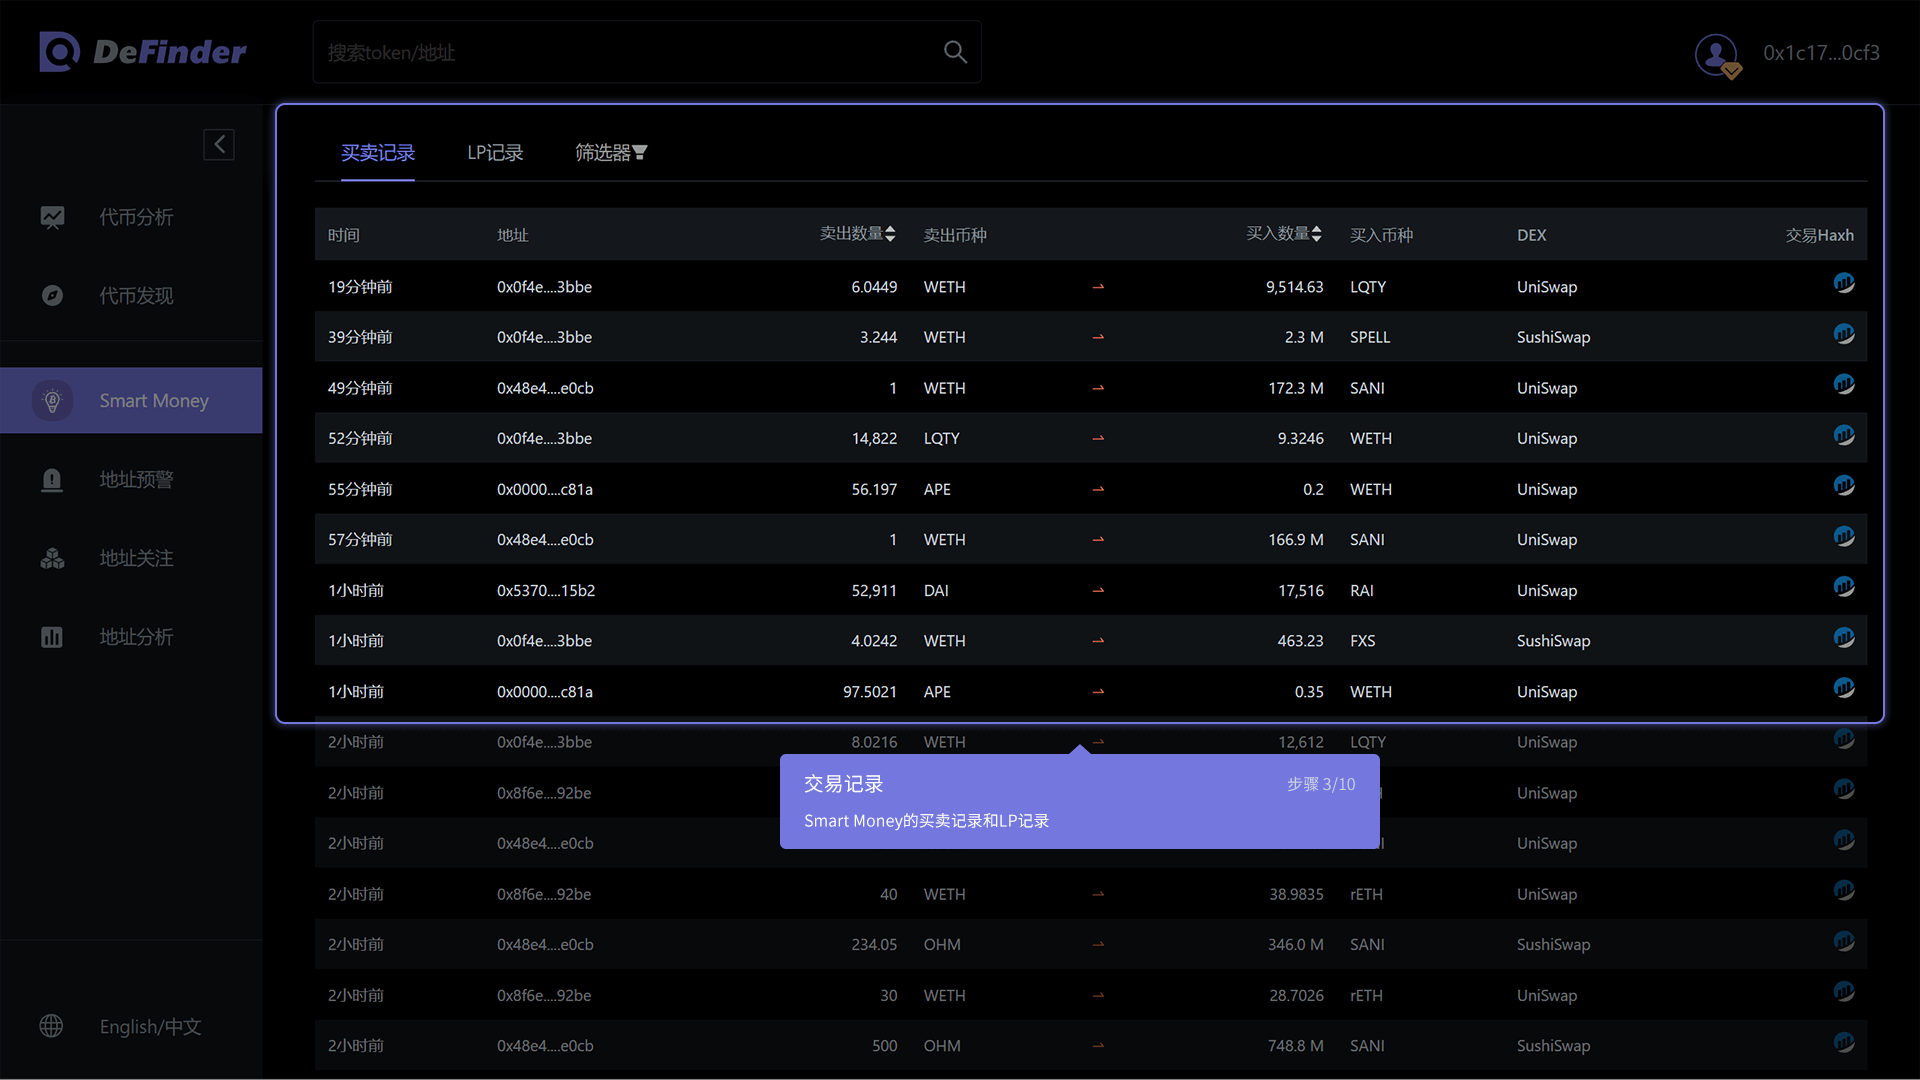 DeFinder
搜索token/地址
0x1c17...0cf3
代币分析
代币发现
Smart Money
地址预警
地址关注
地址分析
English/中文
买卖记录 LP记录 筛选器
时间 地址 卖出数量 卖出币种 买入数量 买入币种 DEX 交易Haxh
19分钟前 0x0f4e....3bbe 6.0449 WETH → 9,514.63 LQTY UniSwap
39分钟前 0x0f4e....3bbe 3.244 WETH → 2.3 M SPELL SushiSwap
49分钟前 0x48e4....e0cb 1 WETH → 172.3 M SANI UniSwap
52分钟前 0x0f4e....3bbe 14,822 LQTY → 9.3246 WETH UniSwap
55分钟前 0x0000....c81a 56.197 APE → 0.2 WETH UniSwap
57分钟前 0x48e4....e0cb 1 WETH → 166.9 M SANI UniSwap
1小时前 0x5370....15b2 52,911 DAI → 17,516 RAI UniSwap
1小时前 0x0f4e....3bbe 4.0242 WETH → 463.23 FXS SushiSwap
1小时前 0x0000....c81a 97.5021 APE → 0.35 WETH UniSwap
2小时前 0x0f4e....3bbe 8.0216 WETH → 12,612 LQTY UniSwap
2小时前 0x8f6e....92be UniSwap
2小时前 0x48e4....e0cb UniSwap
交易记录 步骤 3/10
Smart Money的买卖记录和LP记录
2小时前 0x8f6e....92be 40 WETH → 38.9835 rETH UniSwap
2小时前 0x48e4....e0cb 234.05 OHM → 346.0 M SANI SushiSwap
2小时前 0x8f6e....92be 30 WETH → 28.7026 rETH UniSwap
2小时前 0x48e4....e0cb 500 OHM → 748.8 M SANI SushiSwap